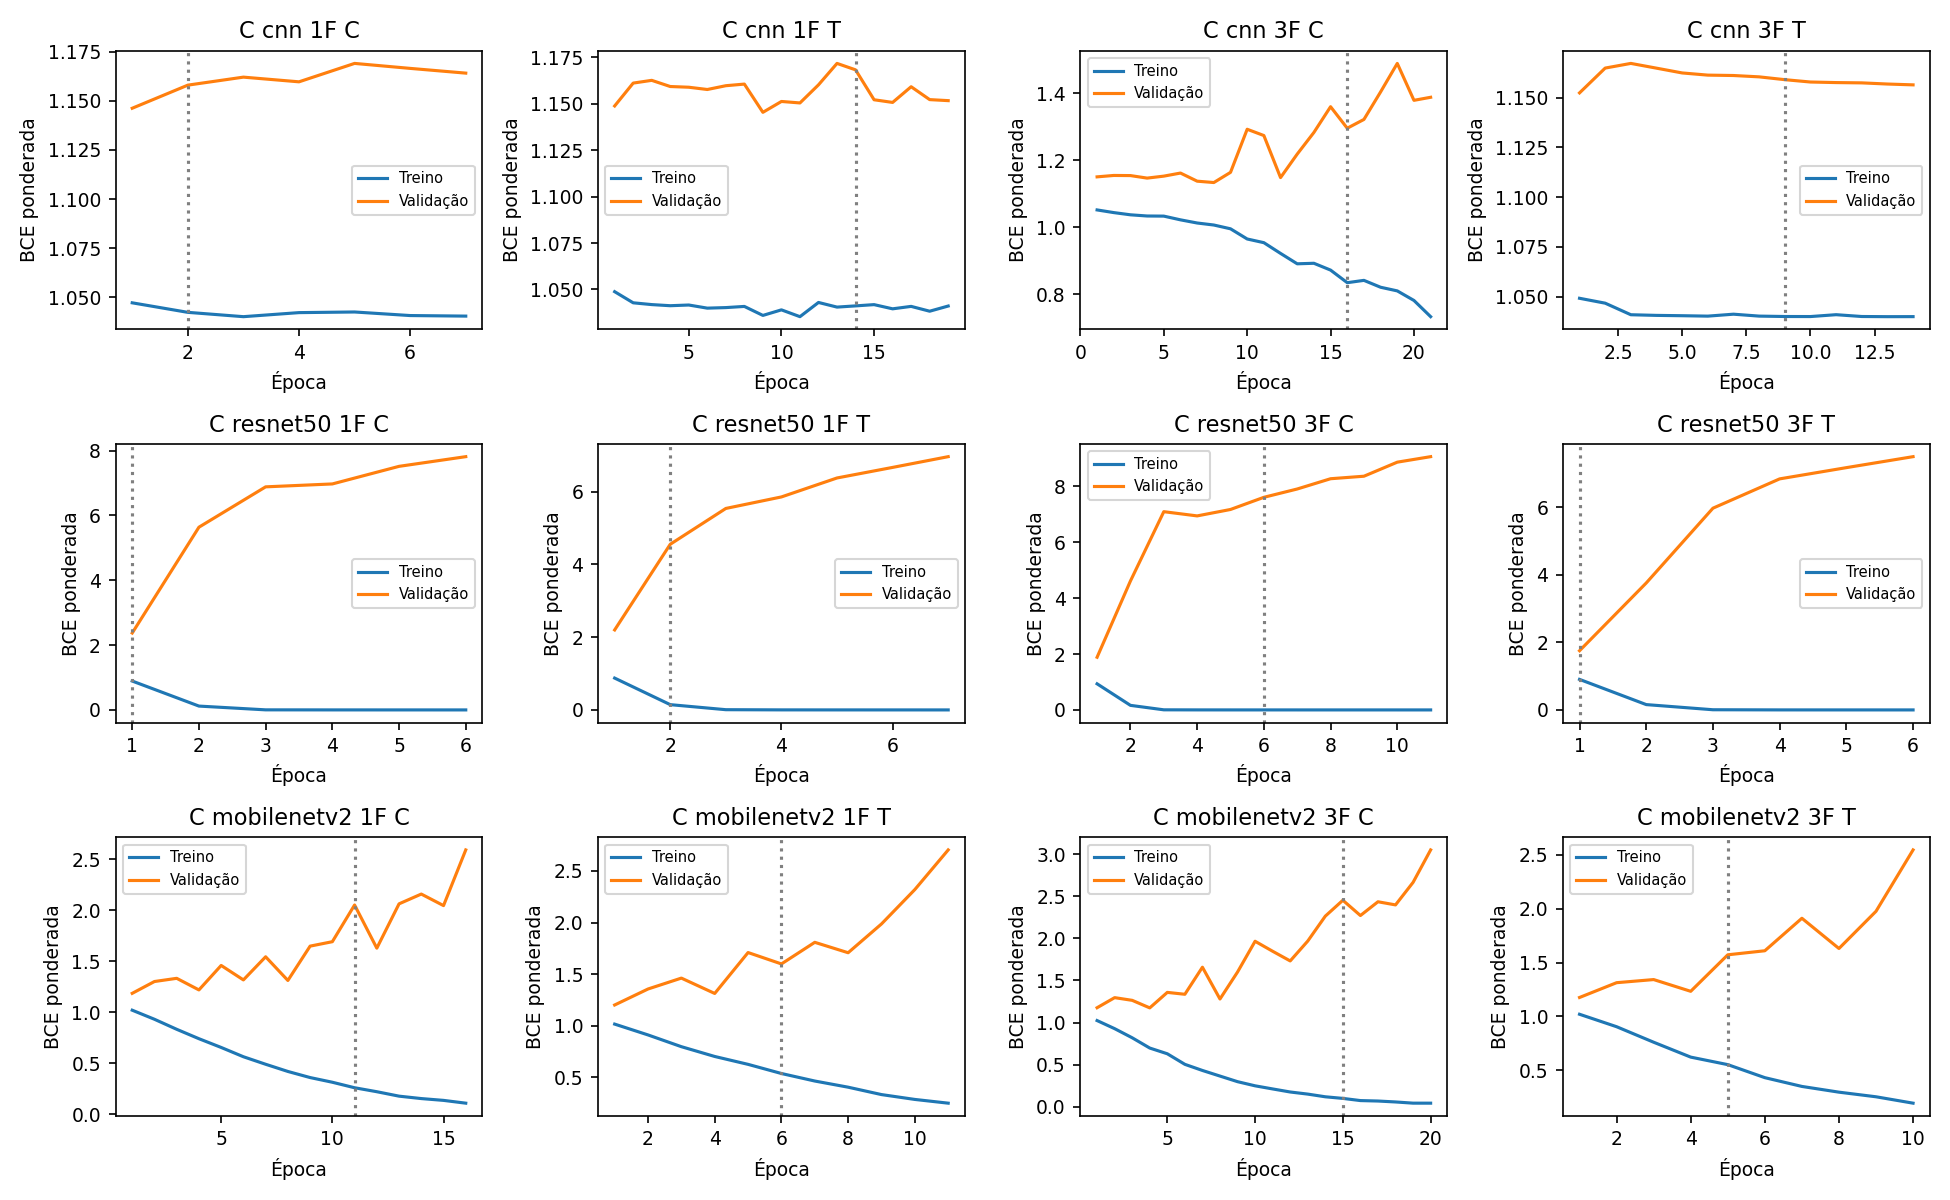 C cnn 1F C
BCE ponderada
1.175
1.150
1.125
1.100
1.075
1.050
Treino
Validação
2
4
6
Época
C cnn 1F T
BCE ponderada
1.175
1.150
1.125
1.100
1.075
1.050
Treino
Validação
5
10
15
Época
C cnn 3F C
BCE ponderada
1.4
1.2
1.0
0.8
Treino
Validação
0
5
10
15
20
Época
C cnn 3F T
BCE ponderada
1.150
1.125
1.100
1.075
1.050
Treino
Validação
2.5
5.0
7.5
10.0
12.5
Época
C resnet50 1F C
BCE ponderada
8
6
4
2
0
Treino
Validação
1
2
3
4
5
6
Época
C resnet50 1F T
BCE ponderada
6
4
2
0
Treino
Validação
2
4
6
Época
C resnet50 3F C
BCE ponderada
8
6
4
2
0
Treino
Validação
2
4
6
8
10
Época
C resnet50 3F T
BCE ponderada
6
4
2
0
Treino
Validação
1
2
3
4
5
6
Época
C mobilenetv2 1F C
BCE ponderada
2.5
2.0
1.5
1.0
0.5
0.0
Treino
Validação
5
10
15
Época
C mobilenetv2 1F T
BCE ponderada
2.5
2.0
1.5
1.0
0.5
Treino
Validação
2
4
6
8
10
Época
C mobilenetv2 3F C
BCE ponderada
3.0
2.5
2.0
1.5
1.0
0.5
0.0
Treino
Validação
5
10
15
20
Época
C mobilenetv2 3F T
BCE ponderada
2.5
2.0
1.5
1.0
0.5
Treino
Validação
2
4
6
8
10
Época